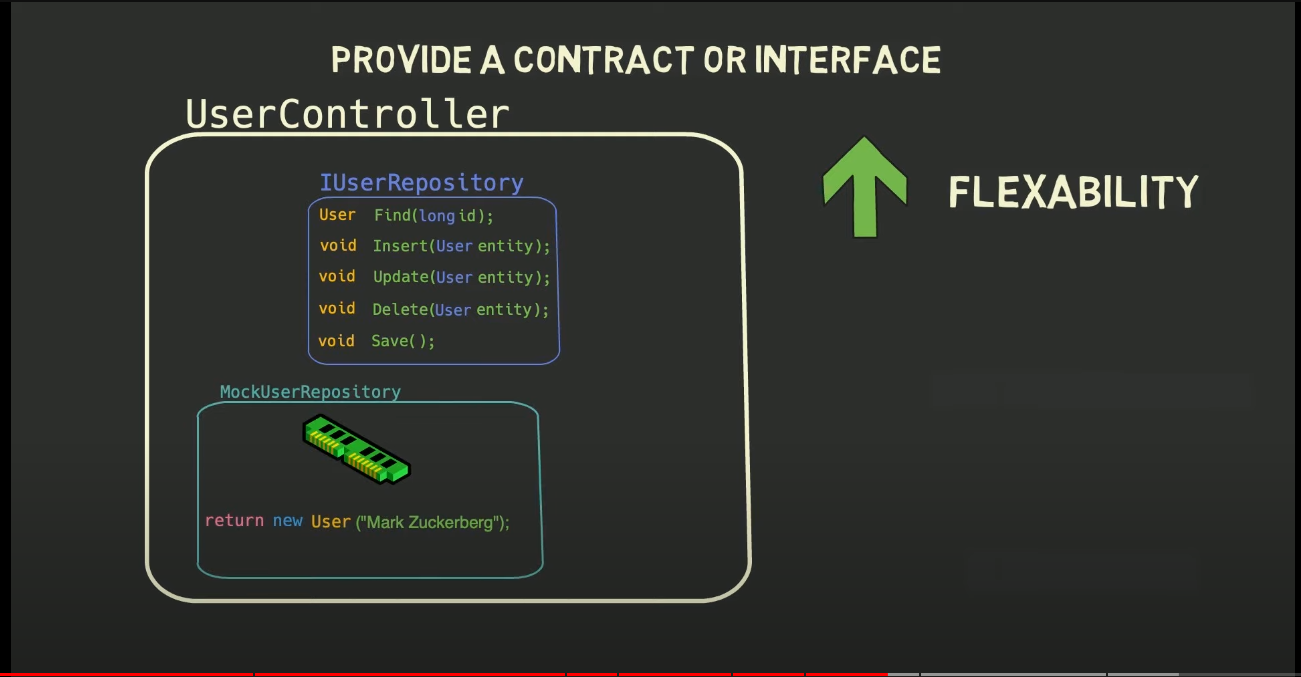 PROVIDE A CONTRACT OR INTERFACE
UserController
IUserRepository
User Find(long id);
void Insert(User entity);
void Update(User entity);
void Delete(User entity);
void Save();
MockUserRepository
return new User ("Mark Zuckerberg");
FLEXABILITY